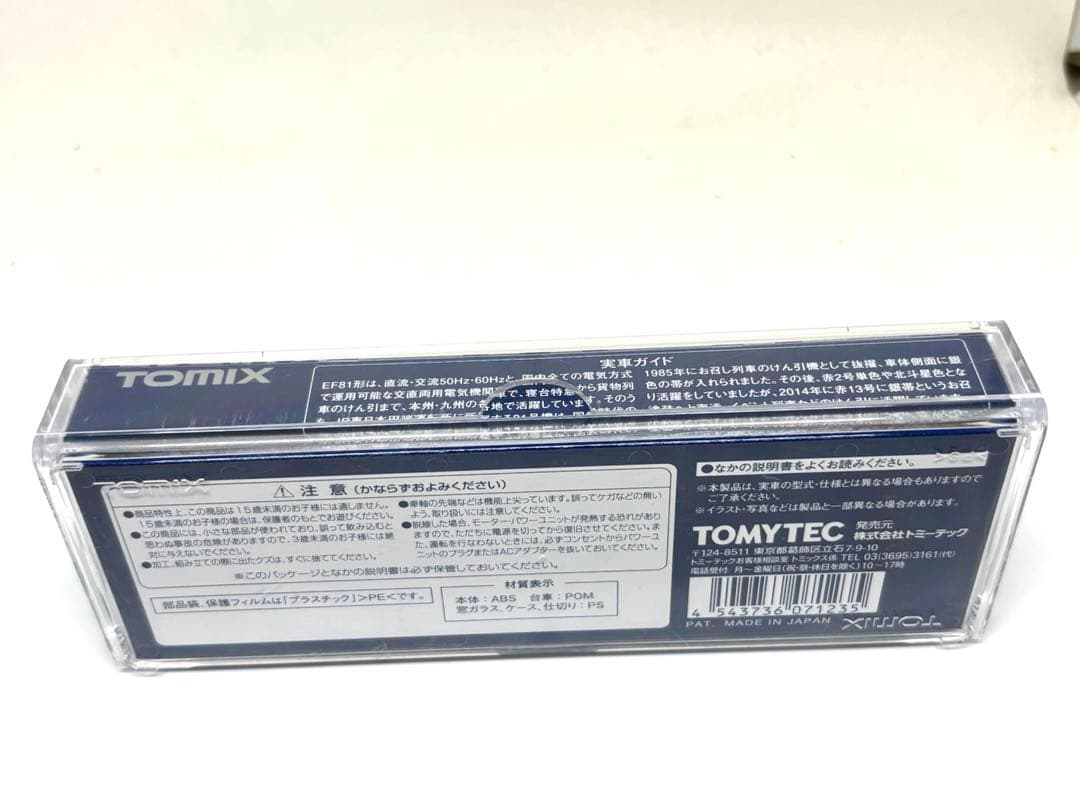 TOMIX
実車ガイド
EF81形は、直流・交流50Hz・60Hzと、国内全ての電気方式
で運用可能な交直両用電気機関
で、寝台特急
から貨物列
車のけん引まで、本州・九州の各地で活躍しています。そのう
1985年にお召し列車のけん引機として抜擢、車体側面に銀
色の帯が入れられました。その後、赤2号単色や北斗星色とな
り活躍をしていましたが、2014年に赤13号に銀帯というお召
TOMIX
⚠ 注 意 (かならずおよみください)
●商品特性上、この商品は15歳未満のお子様には適しません。
15歳未満のお子様の場合は、保護者のもとでお遊びください。
●この商品には、小さな部品が使われており、誤って飲み込むと
思わぬ事故の危険がありますので、3歳未満のお子様には絶
対に与えないでください。
●加工、組み立ての際に出たクズは、すぐに捨ててください。
●車軸の先端などは機能上尖っています。誤ってケガなどの無い
よう、取り扱いには注意してください。
●脱線した場合、モーター・パワーユニットが発熱する恐れがあり
ますので、ただちに電源を切ってから復旧させてください。ま
た、運転を行なわないときには、必ずコンセントからパワーユ
ニットのプラグまたはACアダプターを抜いておいてください。
※このパッケージとなかの説明書は必ず保管しておいてください。
部品袋、保護フィルムは「プラスチック」>PE<です。
材質表示
本体：ABS 台車：POM
窓ガラス、ケース、仕切り：PS
●なかの説明書をよくお読みください。
※本製品は、実車の型式・仕様とは異なる場合もありますので
ご了承ください。
※イラスト・写真などは製品と一部異なる場合があります。
TOMYTEC 発売元 株式会社トミーテック
〒124-8511 東京都葛飾区立石7-9-10
トミーテックお客様相談室 トミックス係 TEL 03(3695)3161(代)
電話受付 月〜金曜日(祝・祭・休日を除く)10〜17時
4 543736 071235
PAT. MADE IN JAPAN
TOMIX